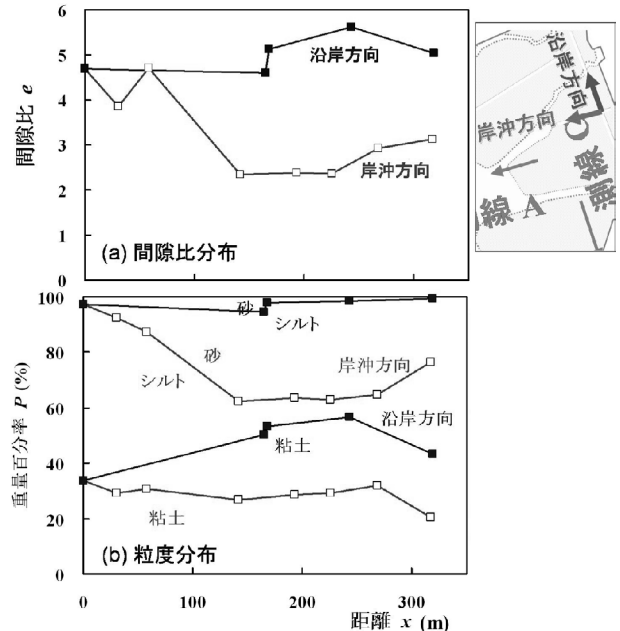 間隙比 e
6
5
4
3
2
1
0
沿岸方向
岸沖方向
(a) 間隙比分布
沿岸方向
岸沖方向
C
測線
線 A
重量百分率 P (%)
100
80
60
40
20
0
砂
シルト
砂
シルト
岸沖方向
沿岸方向
粘土
粘土
(b) 粒度分布
0
100
200
300
400
距離 x (m)